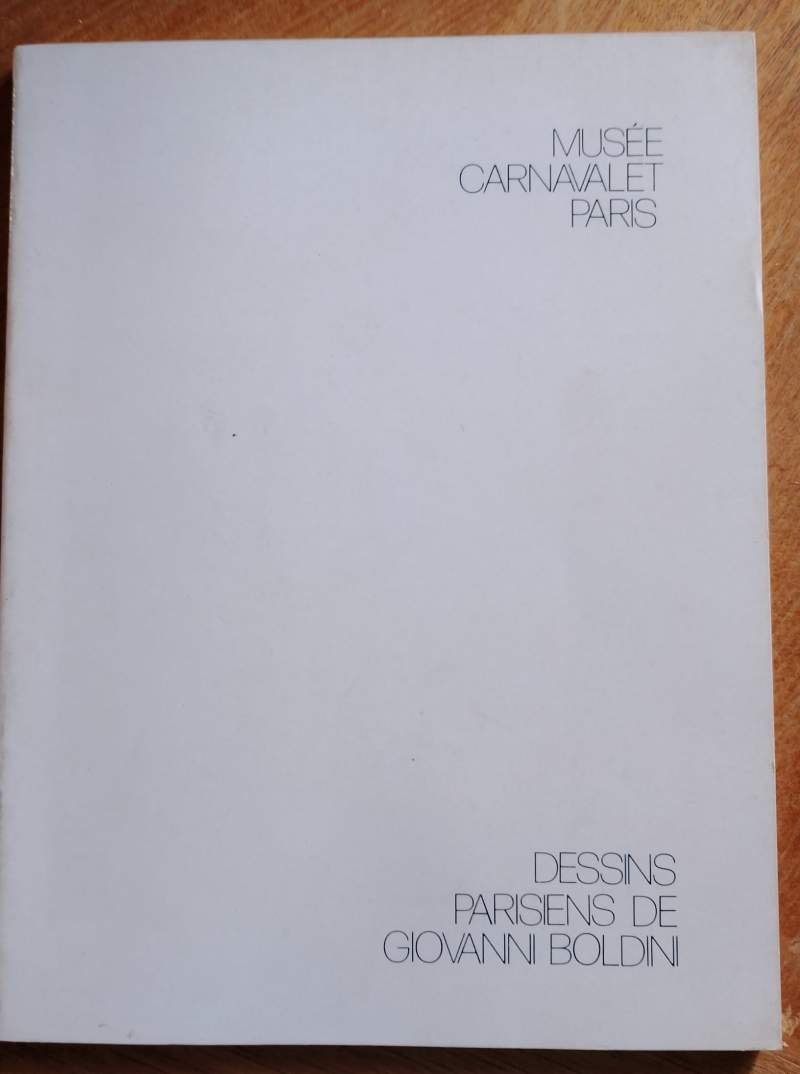 MUSÉE
CARNAVALET
PARIS
DESSINS
PARISIENS DE
GIOVANNI BOLDINI